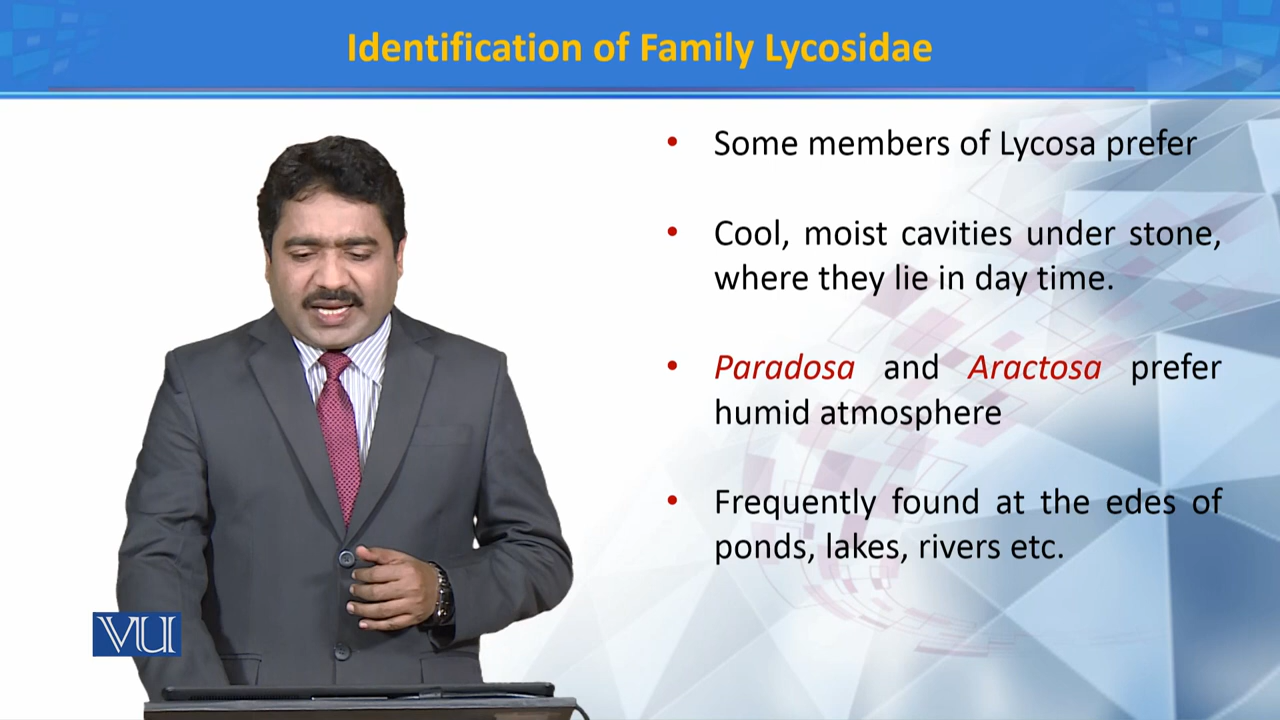 Identification of Family Lycosidae
• Some members of Lycosa prefer
• Cool, moist cavities under stone,
where they lie in day time.
• Paradosa and Aractosa prefer
humid atmosphere
• Frequently found at the edes of
ponds, lakes, rivers etc.
VU